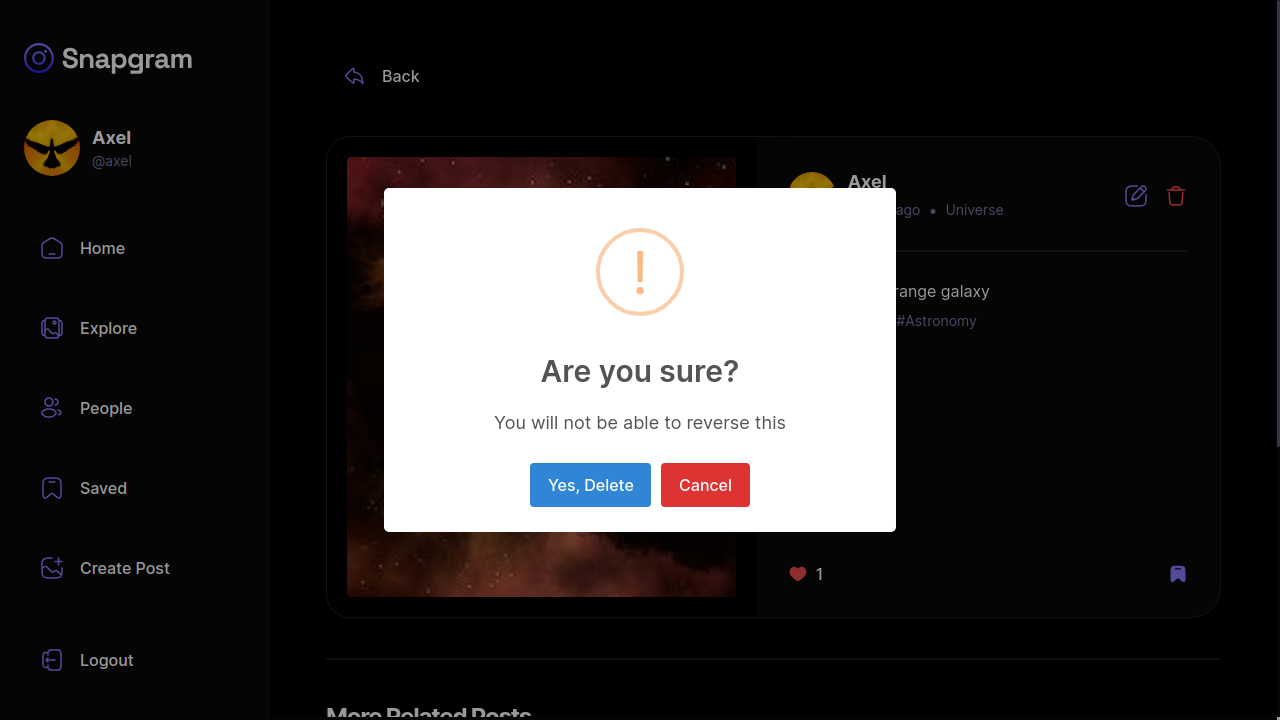 Snapgram
Axel
@axel
Home
Explore
People
Saved
Create Post
Logout
Back
Axel
ago • Universe
galaxy
#Astronomy
!
Are you sure?
You will not be able to reverse this
Yes, Delete
Cancel
1
More Related Posts